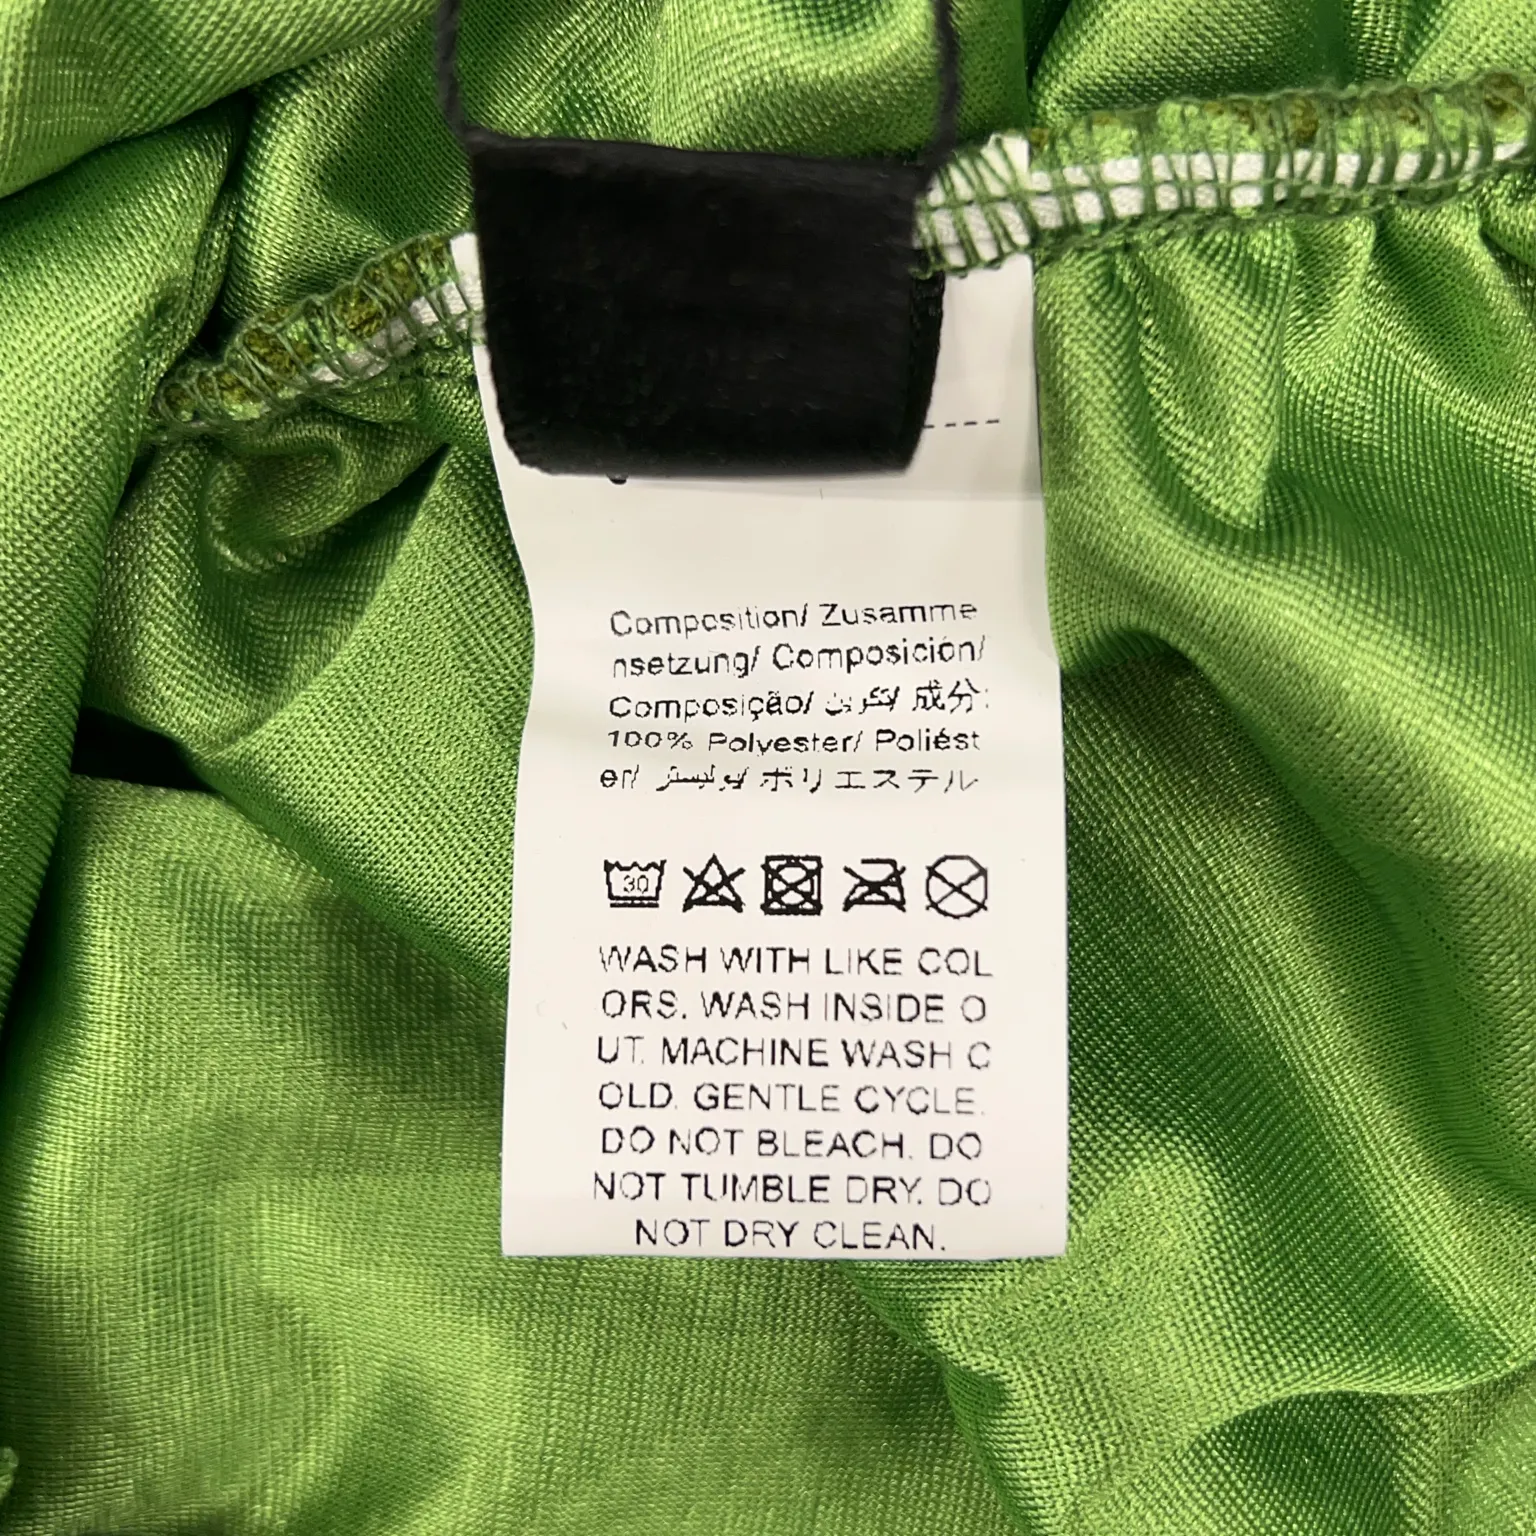 Composition/ Zusamme
nsetzung/ Composición/
Composição/ تكوين/ 成分:
100% Polyester/ Poliést
er/ بوليستر/ ポリエステル
30
WASH WITH LIKE COL
ORS. WASH INSIDE O
UT. MACHINE WASH C
OLD. GENTLE CYCLE.
DO NOT BLEACH. DO
NOT TUMBLE DRY. DO
NOT DRY CLEAN.